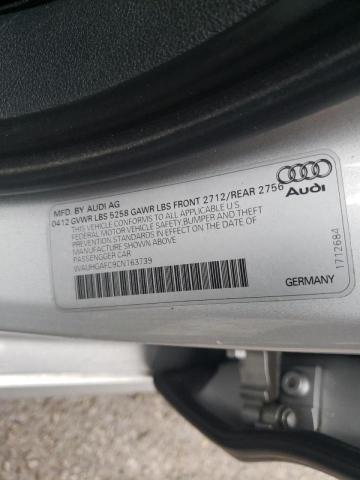 MFD. BY AUDI AG
0412 GVWR LBS 5258 GAWR LBS FRONT 2712/REAR 2756
THIS VEHICLE CONFORMS TO ALL APPLICABLE U.S
FEDERAL MOTOR VEHICLE SAFETY, BUMPER, AND THEFT
PREVENTION STANDARDS IN EFFECT ON THE DATE OF
MANUFACTURE SHOWN ABOVE
PASSENGGER CAR
WAUHGAFC9CN163739
Audi
GERMANY
1712684